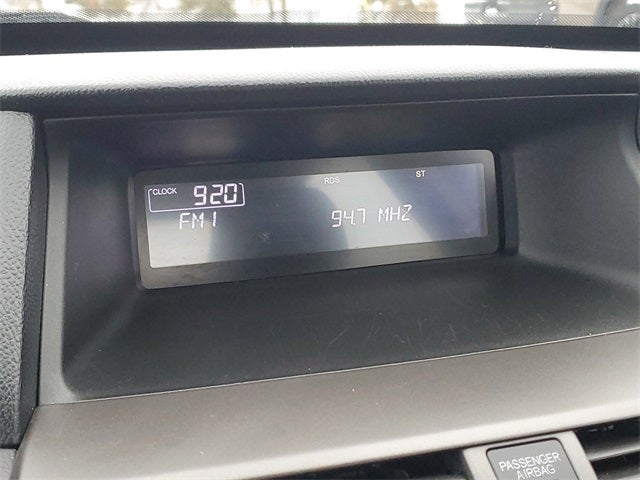 CLOCK 920 RDS ST
FM1 94.7 MHZ
PASSENGER
AIRBAG